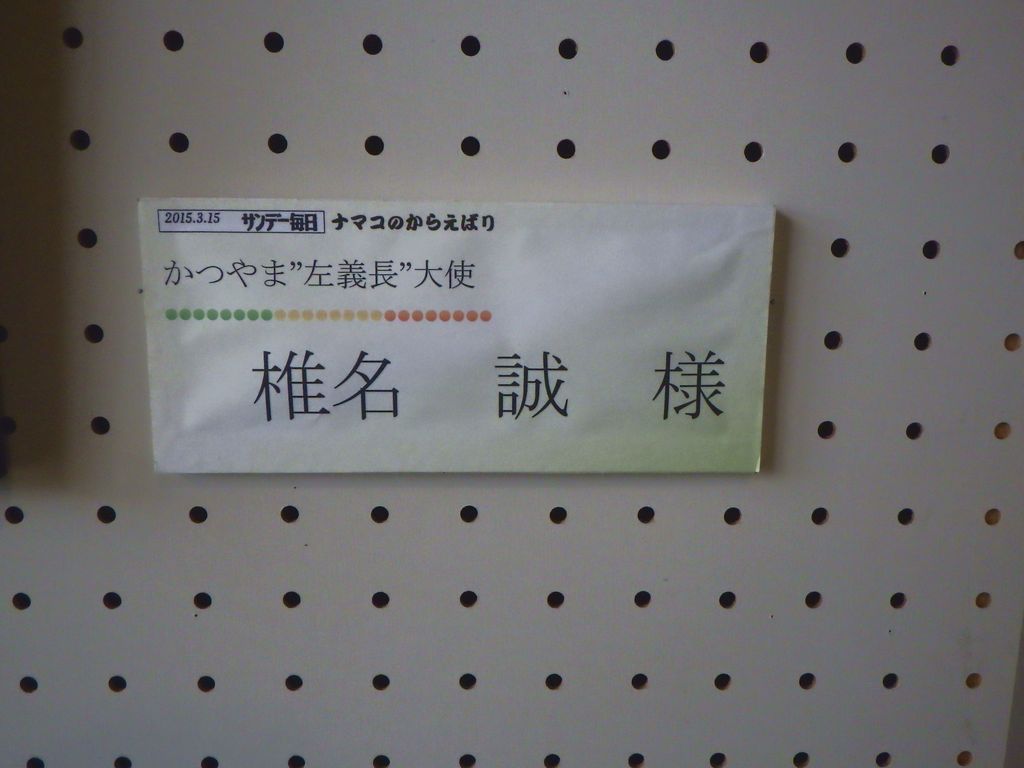 2015.3.15 サンデー毎日 ナマコのからえばり
かつやま”左義長”大使
椎名 誠 様